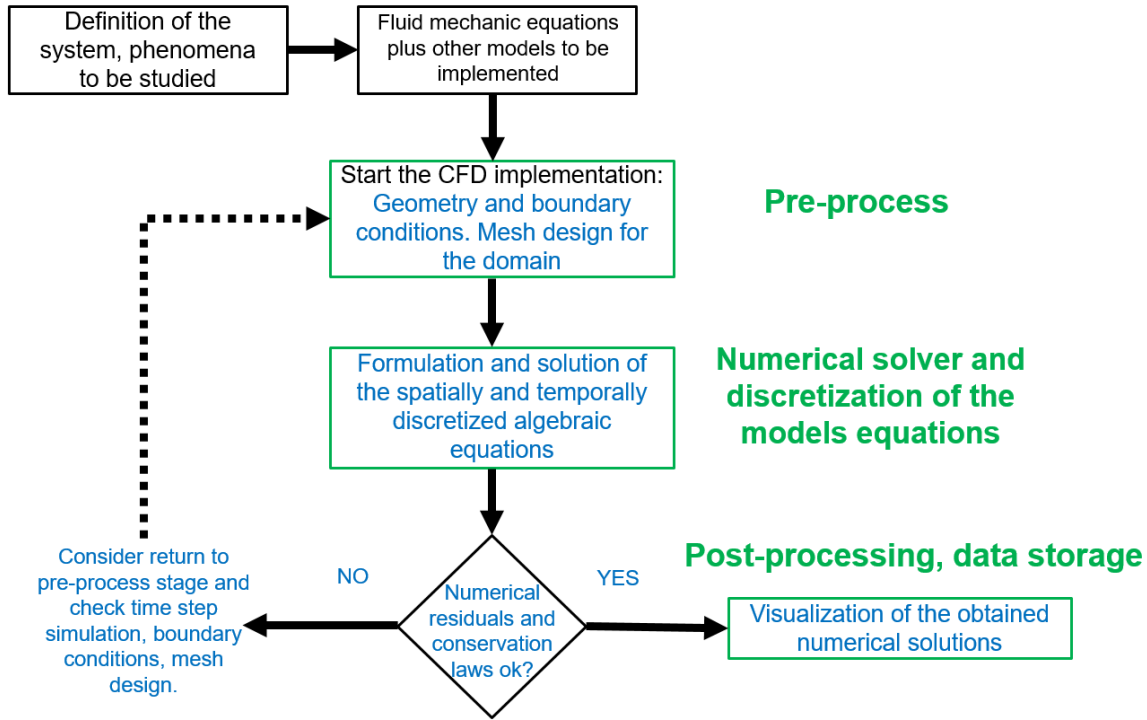 Definition of the
system, phenomena
to be studied
Fluid mechanic equations
plus other models to be
implemented
Start the CFD implementation:
Geometry and boundary
conditions. Mesh design for
the domain
Pre-process
Formulation and solution of
the spatially and temporally
discretized algebraic
equations
Numerical solver and
discretization of the
models equations
Consider return to
pre-process stage and
check time step
simulation, boundary
conditions, mesh
design.
NO
Numerical
residuals and
conservation
laws ok?
YES
Post-processing, data storage
Visualization of the obtained
numerical solutions